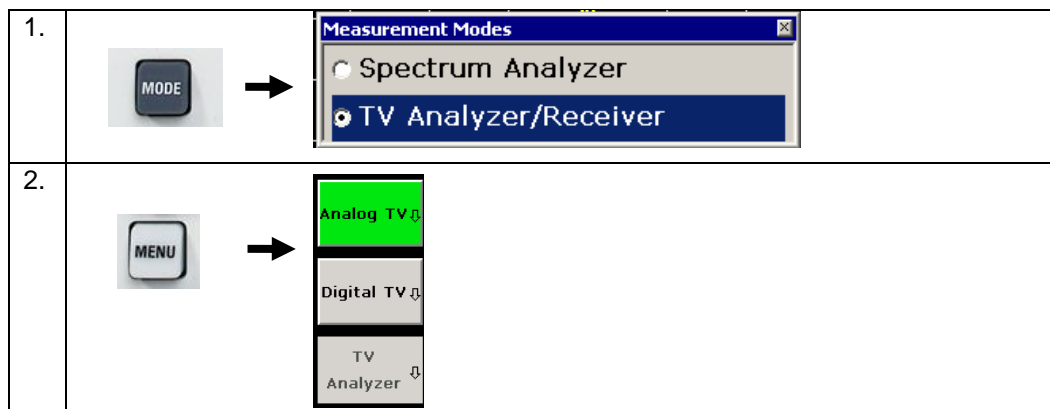 1.
MODE
Measurement Modes
Spectrum Analyzer
TV Analyzer/Receiver
2.
MENU
Analog TV⇩
Digital TV⇩
TV
Analyzer ⇩